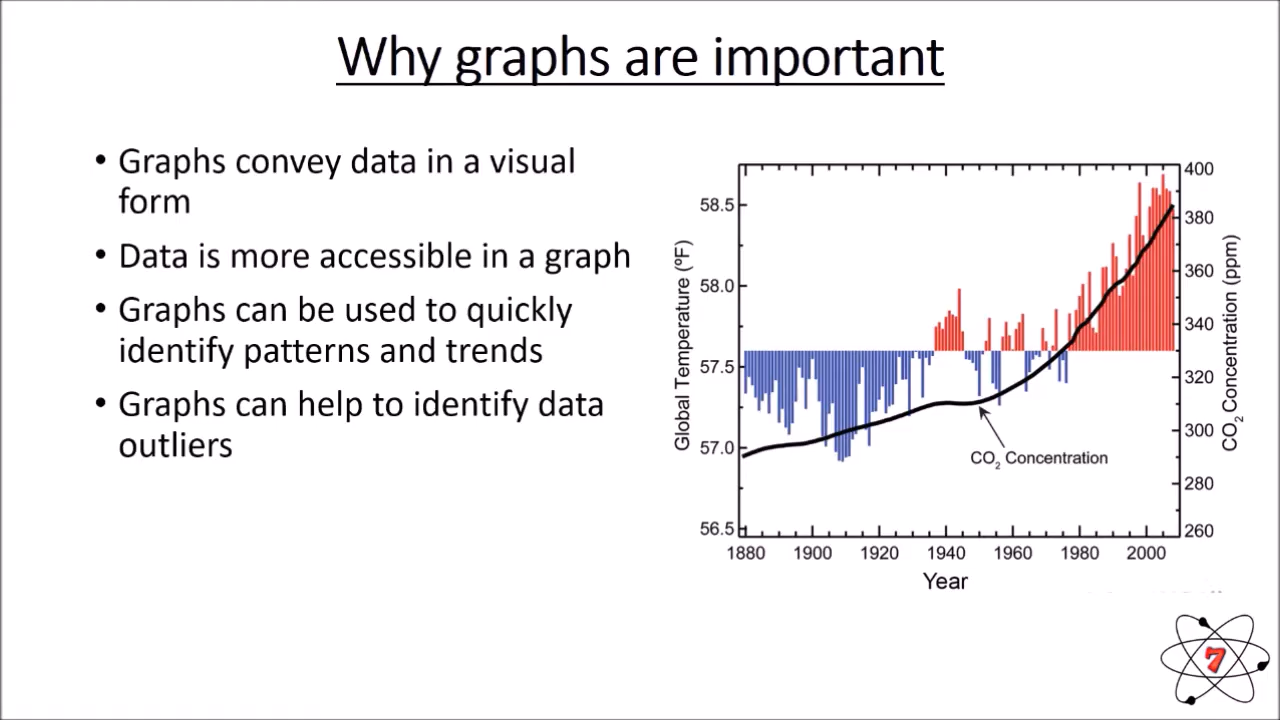 Why graphs are important
• Graphs convey data in a visual
form
• Data is more accessible in a graph
• Graphs can be used to quickly
identify patterns and trends
• Graphs can help to identify data
outliers
Global Temperature (ºF)
58.5
58.0
57.5
57.0
56.5
400
380
360
340
320
300
280
260
CO₂ Concentration (ppm)
CO₂ Concentration
1880 1900 1920 1940 1960 1980 2000
Year
7